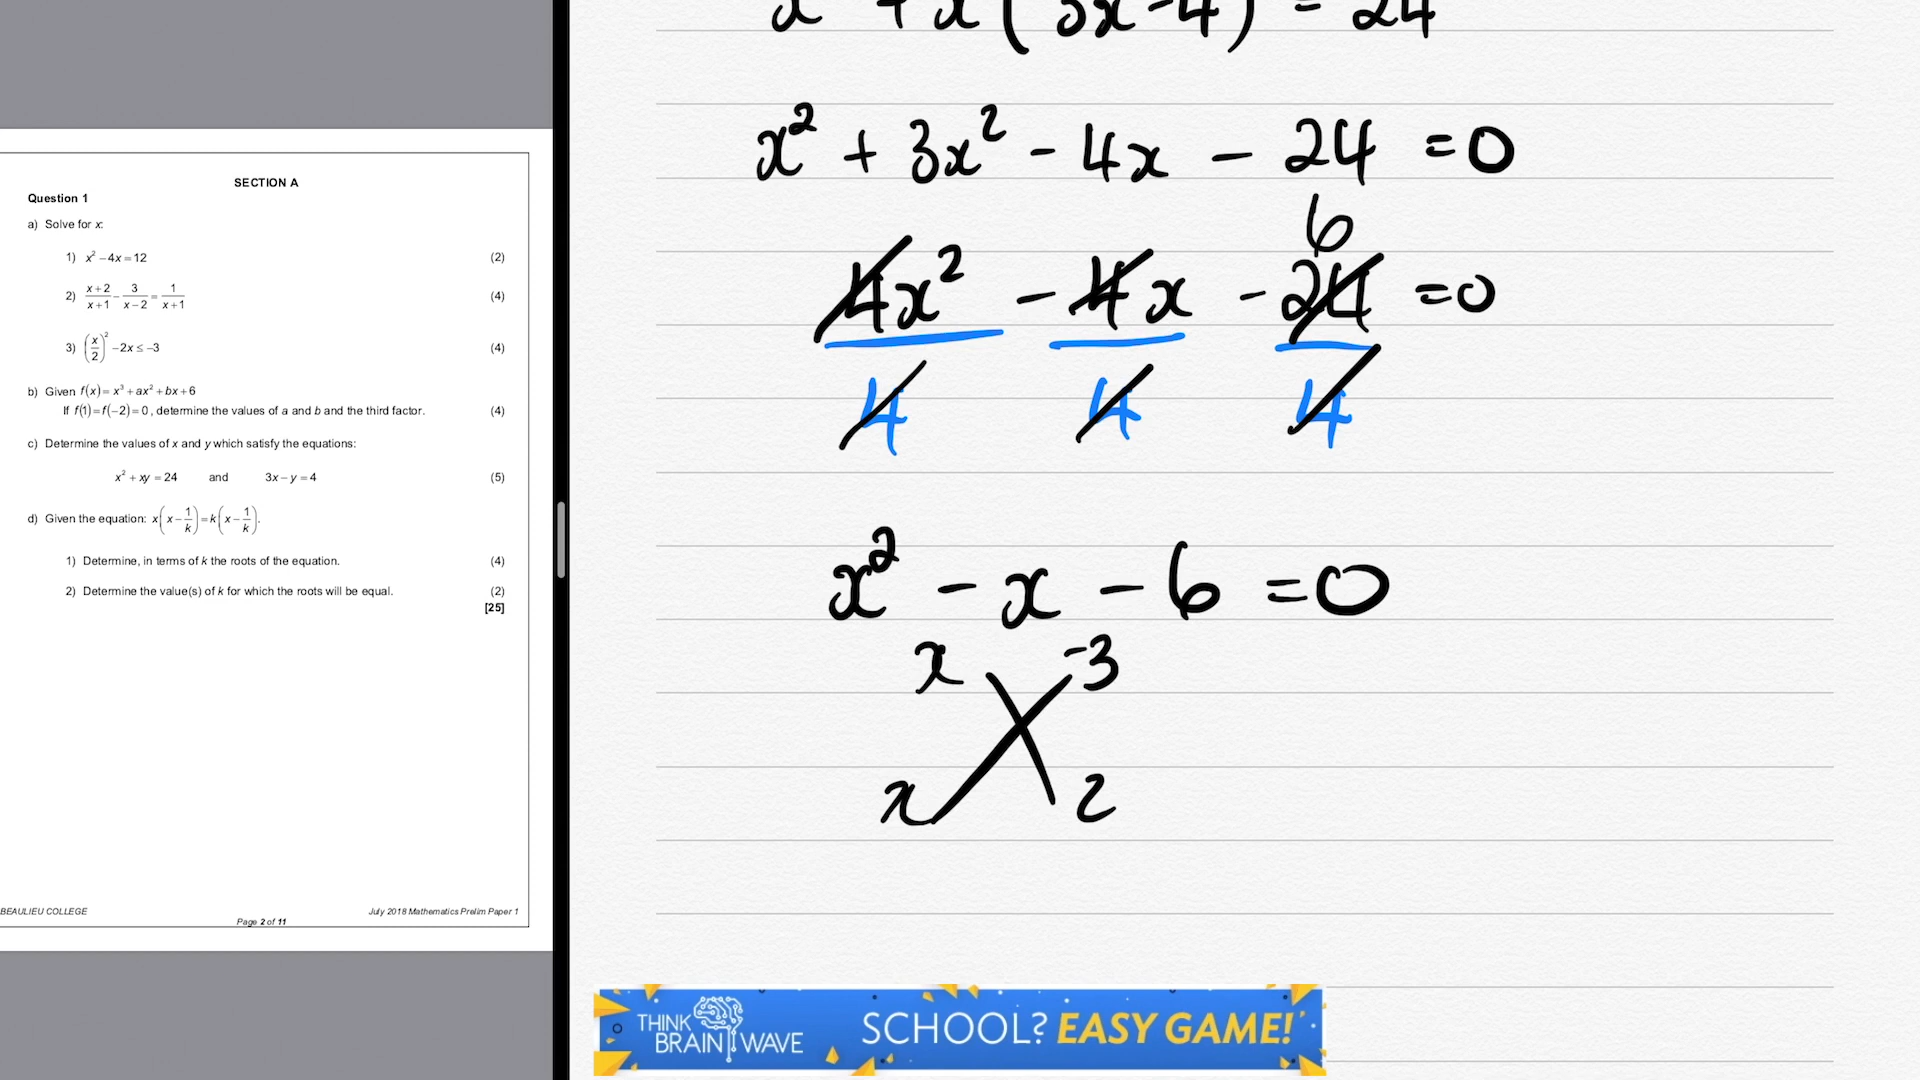 SECTION A
Question 1
a) Solve for x:
1) x² – 4x = 12 (2)
2) (x+2)/(x+1) – 3/(x–2) = 1/(x+1) (4)
3) (x/2)² – 2x ≤ –3 (4)
b) Given f(x) = x³ + ax² + bx + 6
If f(1) = f(–2) = 0, determine the values of a and b and the third factor. (4)
c) Determine the values of x and y which satisfy the equations:
x² + xy = 24 and 3x – y = 4 (5)
d) Given the equation: x(x – 1/k) = k(x – 1/k).
1) Determine, in terms of k the roots of the equation. (4)
2) Determine the value(s) of k for which the roots will be equal. (2)
[25]
BEAULIEU COLLEGE
July 2018 Mathematics Prelim Paper 1
Page 2 of 11
+ x (3x-4) = 24
x² + 3x² - 4x - 24 = 0
6
4x² - 4x - 24 = 0
4 4 4
x² - x - 6 = 0
x -3
x 2
THINK BRAIN WAVE
SCHOOL? EASY GAME!